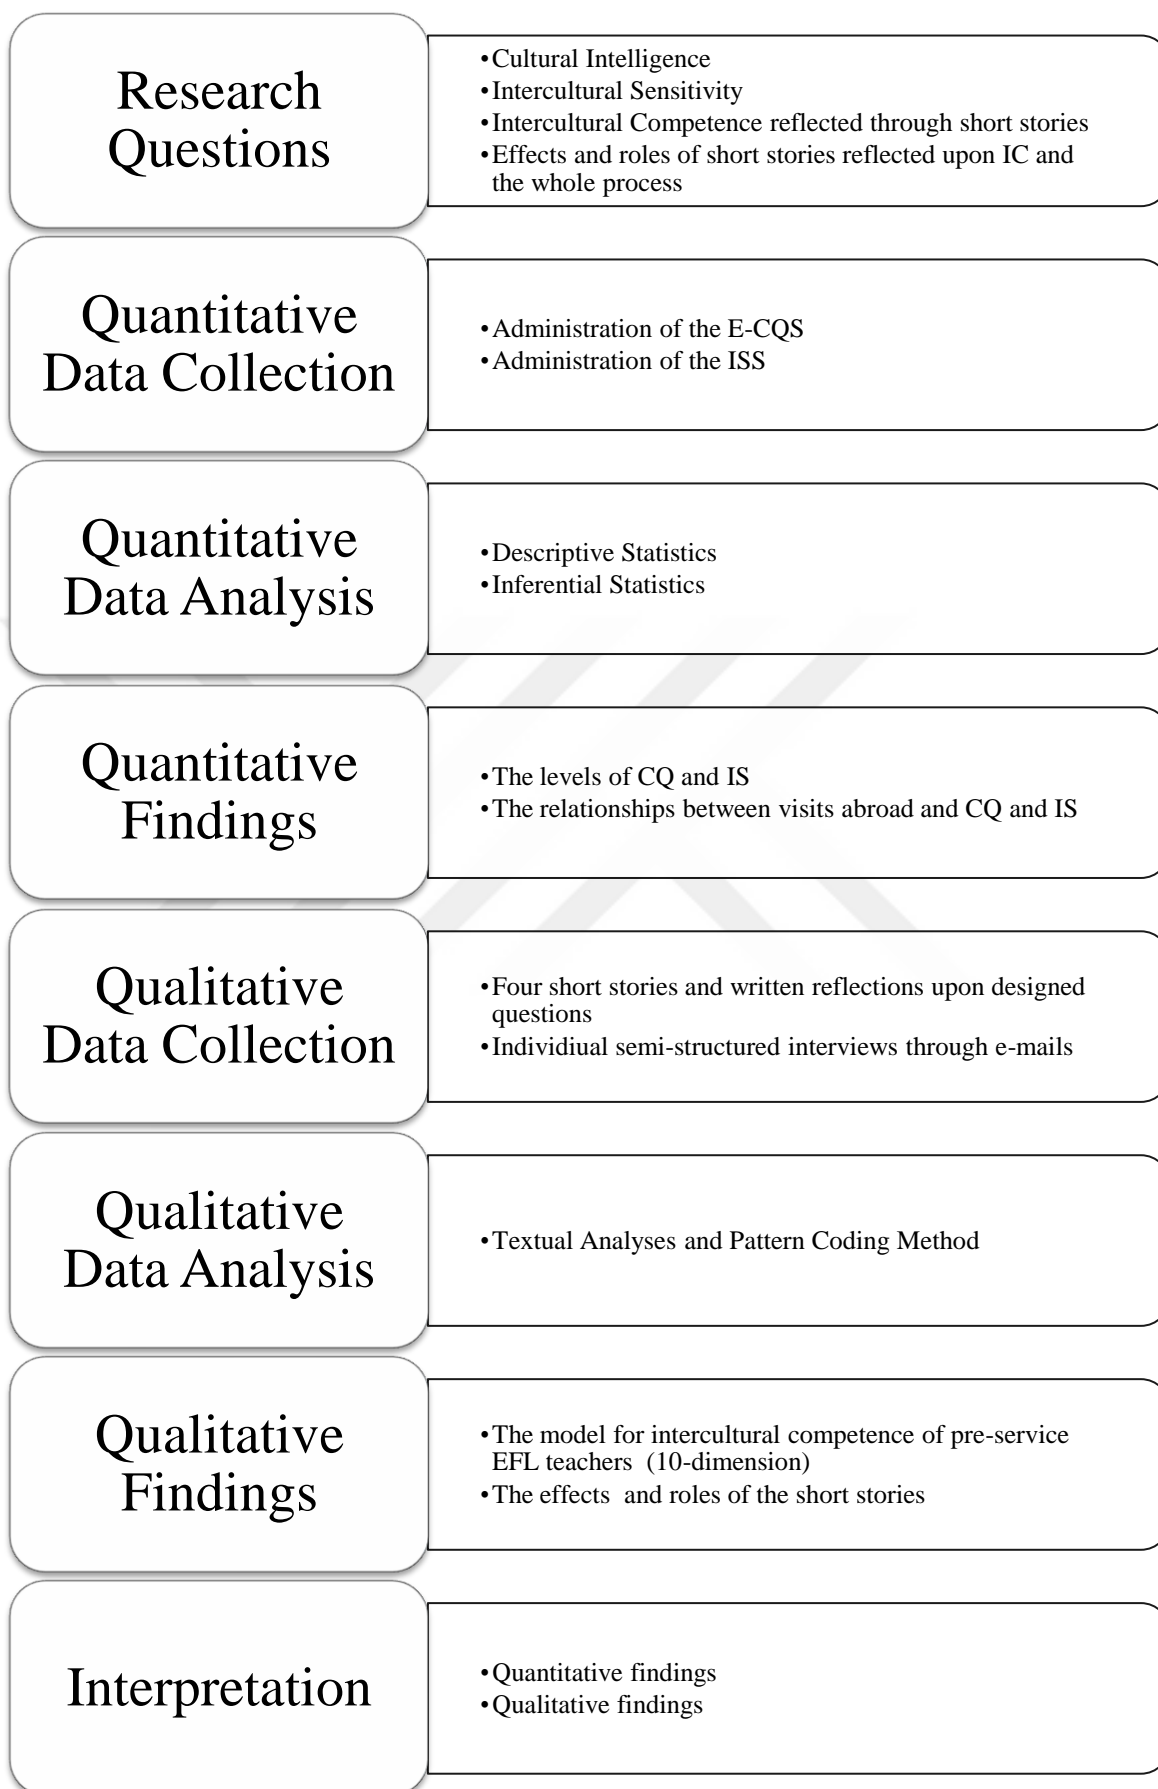 Research
Questions
•Cultural Intelligence
•Intercultural Sensitivity
•Intercultural Competence reflected through short stories
•Effects and roles of short stories reflected upon IC and
the whole process
Quantitative
Data Collection
•Administration of the E-CQS
•Administration of the ISS
Quantitative
Data Analysis
•Descriptive Statistics
•Inferential Statistics
Quantitative
Findings
•The levels of CQ and IS
•The relationships between visits abroad and CQ and IS
Qualitative
Data Collection
•Four short stories and written reflections upon designed
questions
•Individiual semi-structured interviews through e-mails
Qualitative
Data Analysis
•Textual Analyses and Pattern Coding Method
Qualitative
Findings
•The model for intercultural competence of pre-service
EFL teachers (10-dimension)
•The effects and roles of the short stories
Interpretation
•Quantitative findings
•Qualitative findings